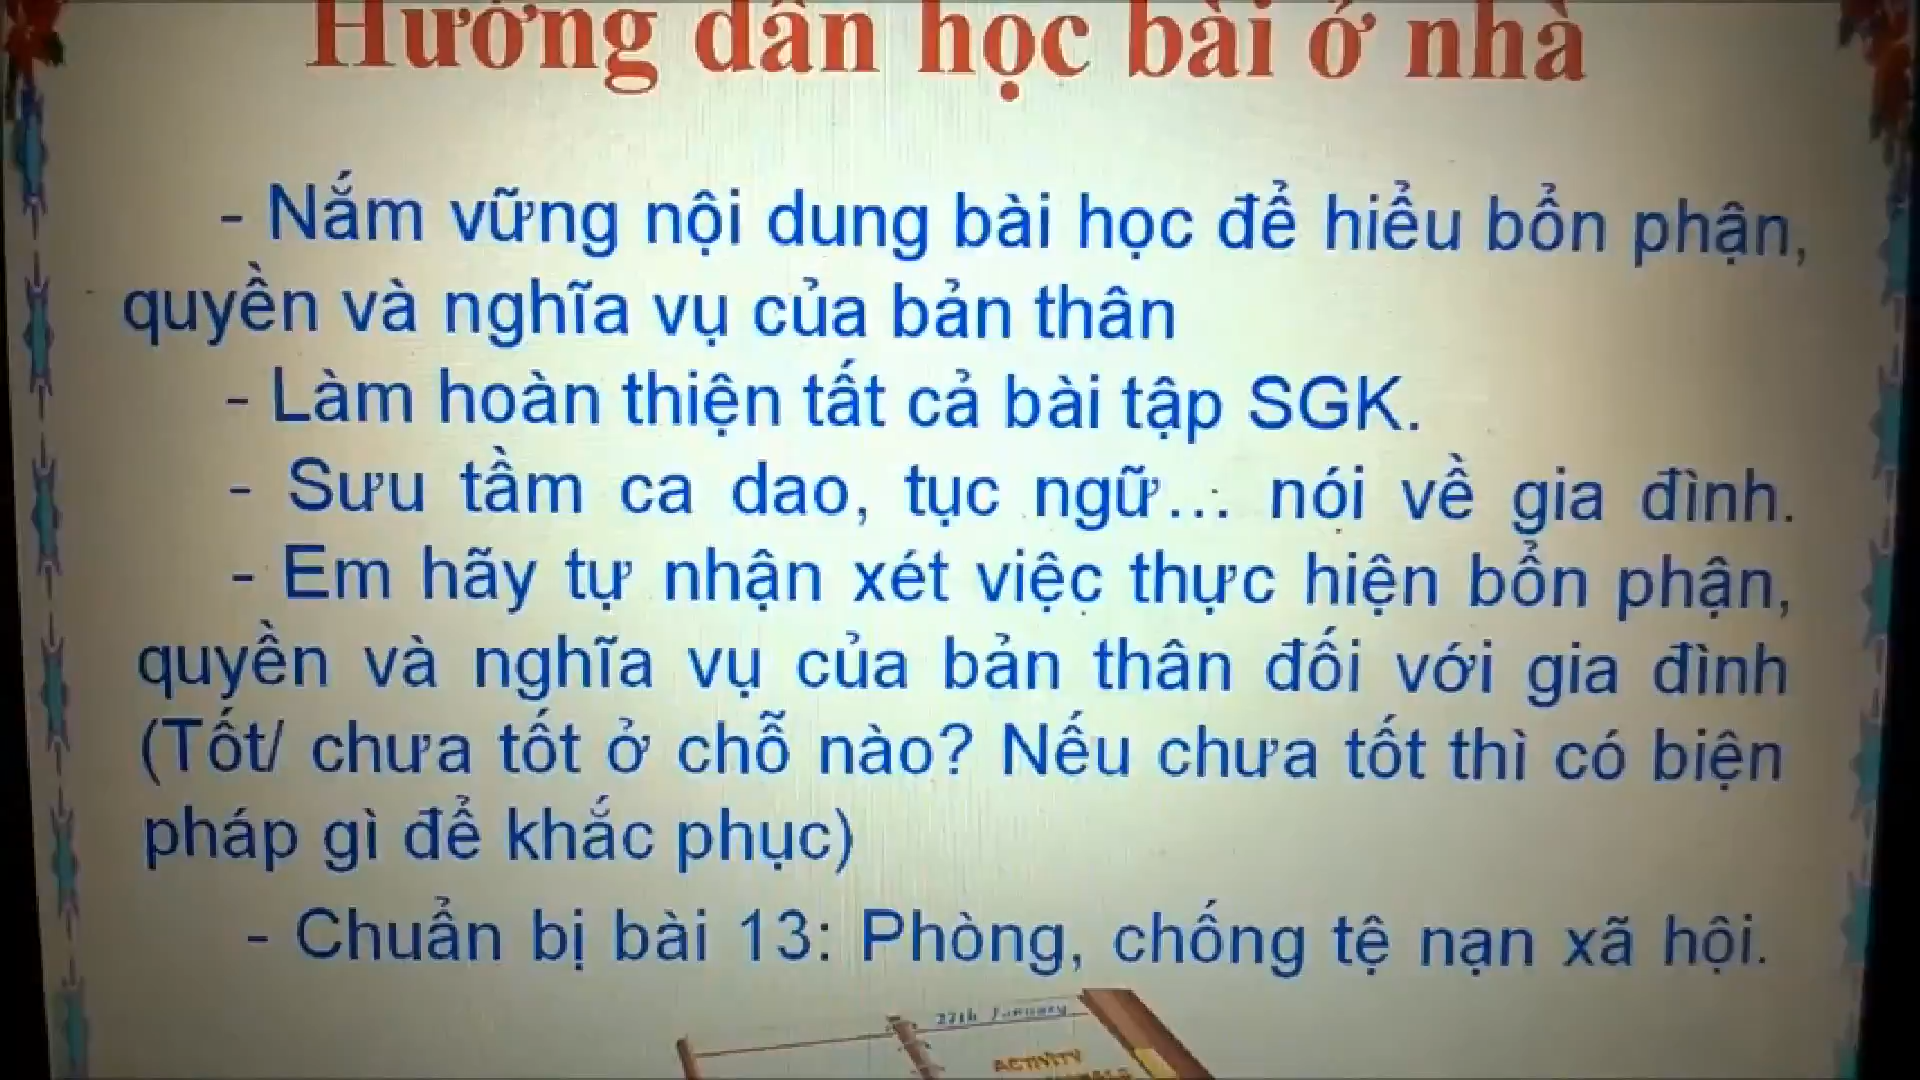 Hướng dẫn học bài ở nhà
- Nắm vững nội dung bài học để hiểu bổn phận,
quyền và nghĩa vụ của bản thân
- Làm hoàn thiện tất cả bài tập SGK.
- Sưu tầm ca dao, tục ngữ... nói về gia đình.
- Em hãy tự nhận xét việc thực hiện bổn phận,
quyền và nghĩa vụ của bản thân đối với gia đình
(Tốt/ chưa tốt ở chỗ nào? Nếu chưa tốt thì có biện
pháp gì để khắc phục)
- Chuẩn bị bài 13: Phòng, chống tệ nạn xã hội.
27th January
ACTIVITY